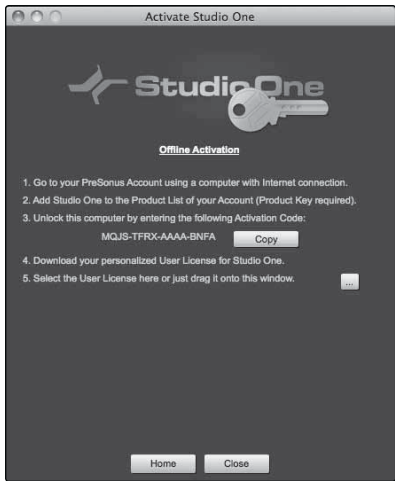 Activate Studio One
Studio One
Offline Activation
1. Go to your PreSonus Account using a computer with Internet connection.
2. Add Studio One to the Product List of your Account (Product Key required).
3. Unlock this computer by entering the following Activation Code:
MQJS-TFRX-AAAA-BNFA Copy
4. Download your personalized User License for Studio One.
5. Select the User License here or just drag it onto this window. ...
Home Close